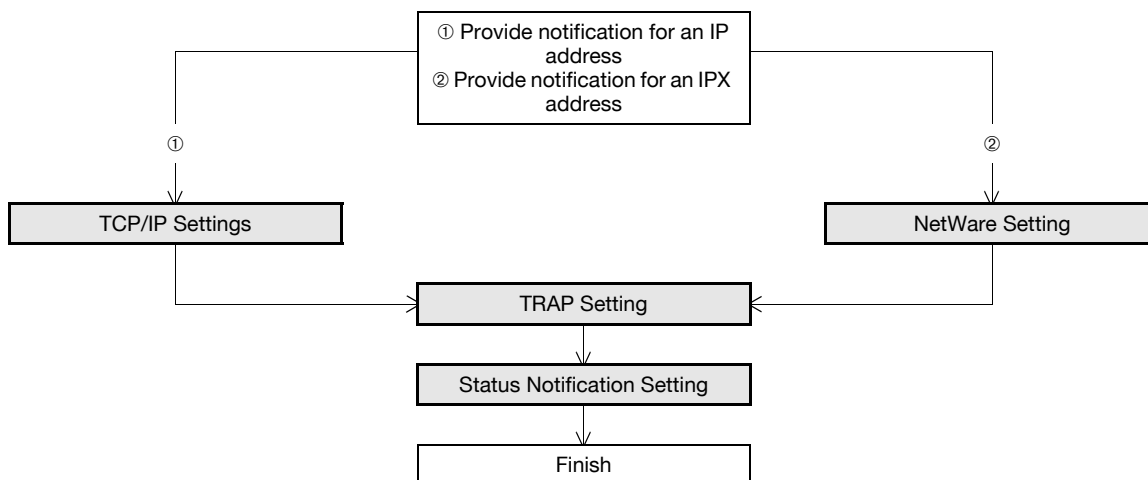 ① Provide notification for an IP
address
② Provide notification for an IPX
address
①
②
TCP/IP Settings
NetWare Setting
TRAP Setting
Status Notification Setting
Finish